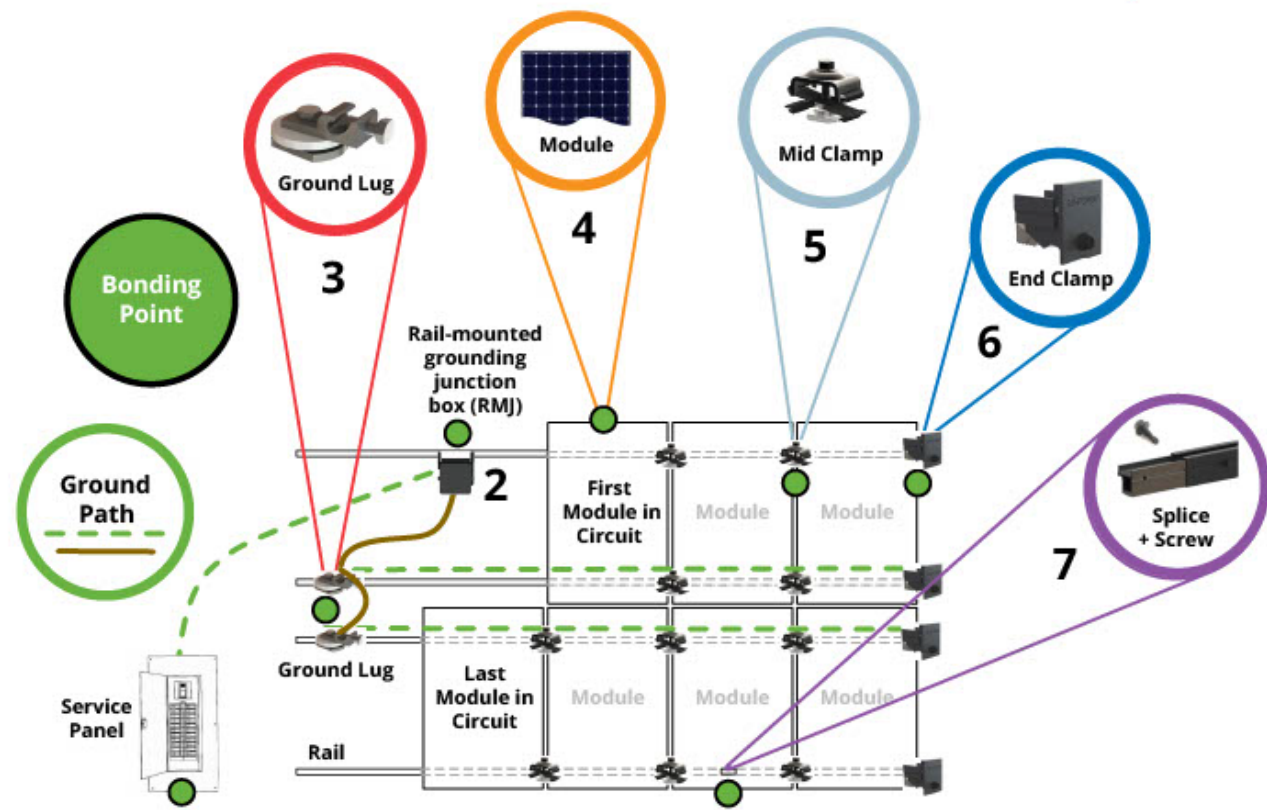 Ground Lug
3
Module
4
Mid Clamp
5
End Clamp
6
Bonding
Point
Rail-mounted
grounding
junction
box (RMJ)
2
Splice
+ Screw
7
Ground
Path
First
Module in
Circuit
Module
Module
Ground Lug
Last
Module in
Circuit
Module
Module
Module
Service
Panel
Rail